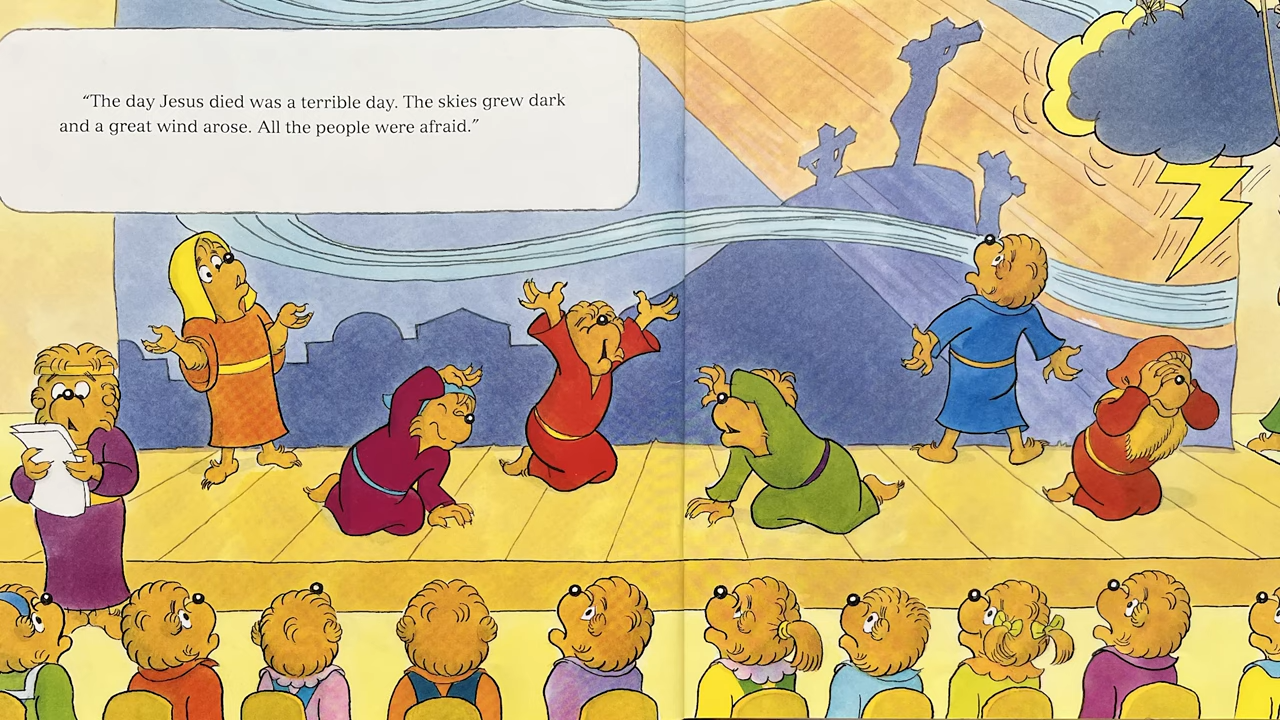 “The day Jesus died was a terrible day. The skies grew dark
and a great wind arose. All the people were afraid.”